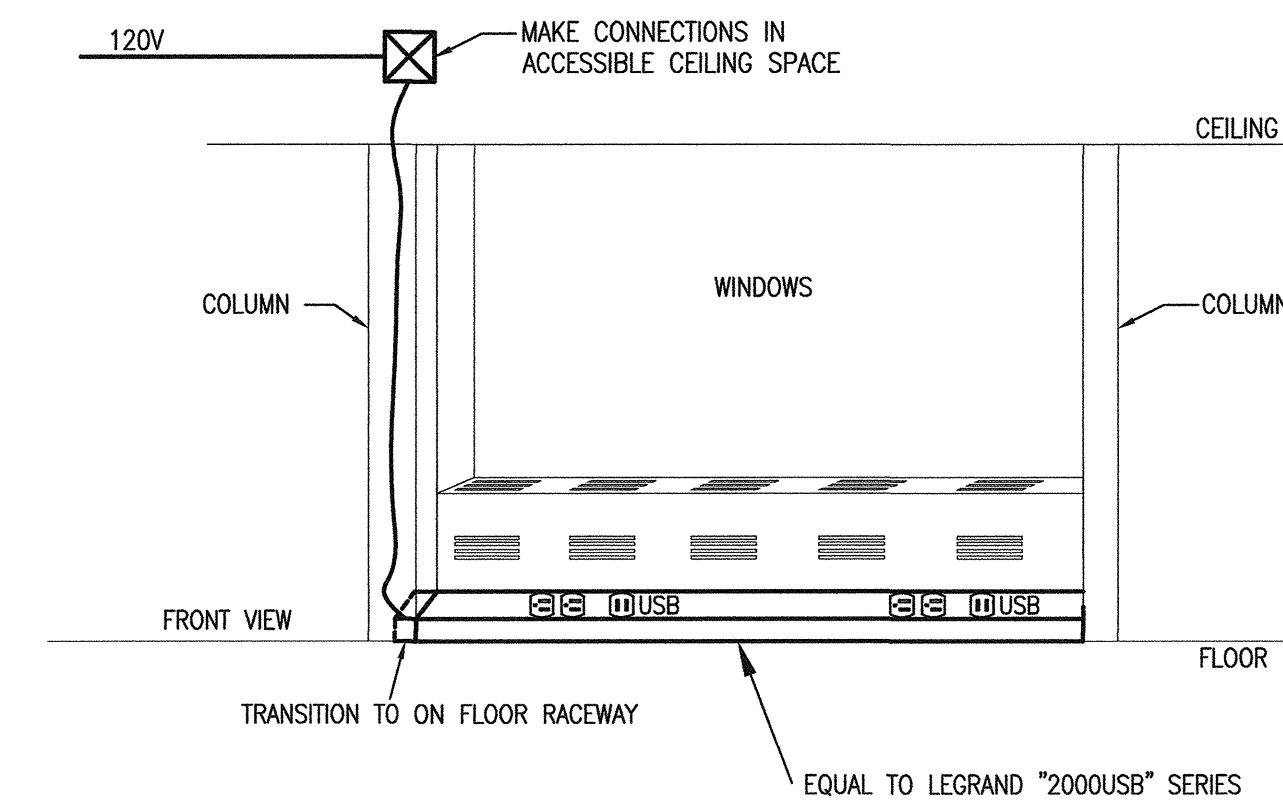 120V
MAKE CONNECTIONS IN
ACCESSIBLE CEILING SPACE
CEILING
WINDOWS
COLUMN
COLUMN
USB
USB
FRONT VIEW
FLOOR
TRANSITION TO ON FLOOR RACEWAY
EQUAL TO LEGRAND "2000USB" SERIES